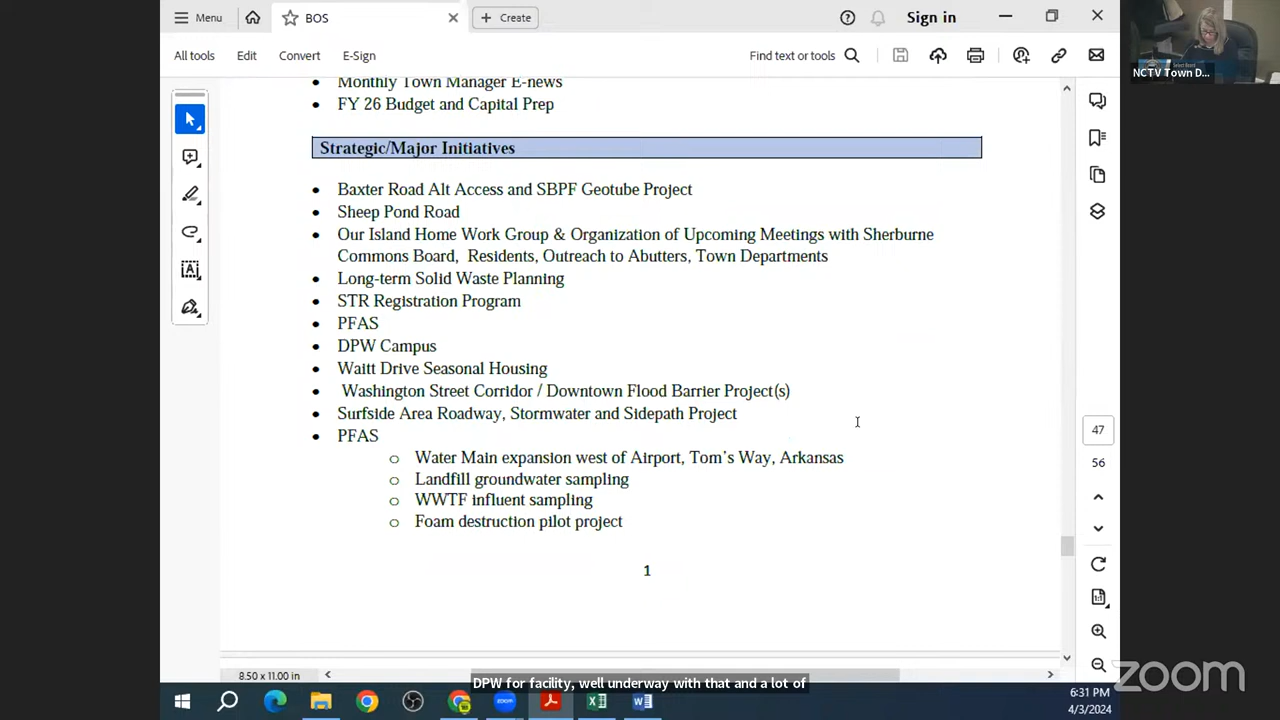 Menu
BOS
Create
Sign in
All tools
Edit
Convert
E-Sign
Find text or tools
NCTV Town D...
• Monthly Town Manager E-news
• FY 26 Budget and Capital Prep
Strategic/Major Initiatives
• Baxter Road Alt Access and SBPF Geotube Project
• Sheep Pond Road
• Our Island Home Work Group & Organization of Upcoming Meetings with Sherburne
Commons Board, Residents, Outreach to Abutters, Town Departments
• Long-term Solid Waste Planning
• STR Registration Program
• PFAS
• DPW Campus
• Waitt Drive Seasonal Housing
• Washington Street Corridor / Downtown Flood Barrier Project(s)
• Surfside Area Roadway, Stormwater and Sidepath Project
• PFAS
o Water Main expansion west of Airport, Tom's Way, Arkansas
o Landfill groundwater sampling
o WWTF influent sampling
o Foam destruction pilot project
1
47
56
8.50 x 11.00 in
DPW for facility, well underway with that and a lot of
zoom
6:31 PM
4/3/2024